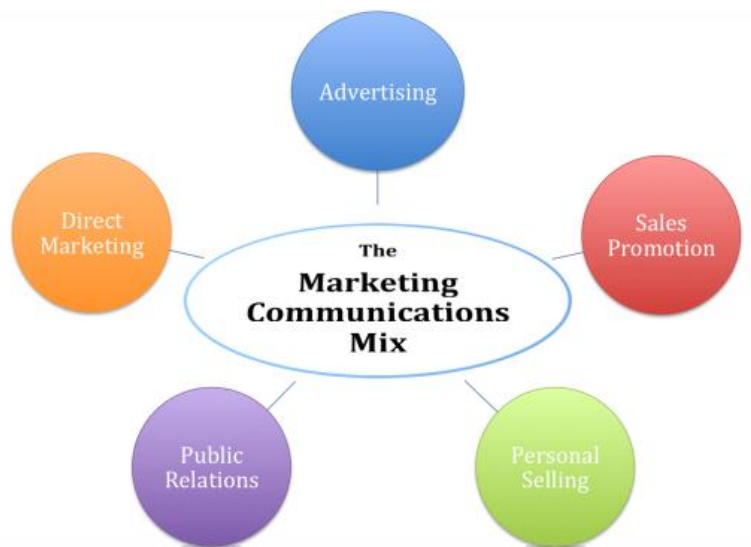 Advertising
Direct
Marketing
Sales
Promotion
The
Marketing
Communications
Mix
Public
Relations
Personal
Selling